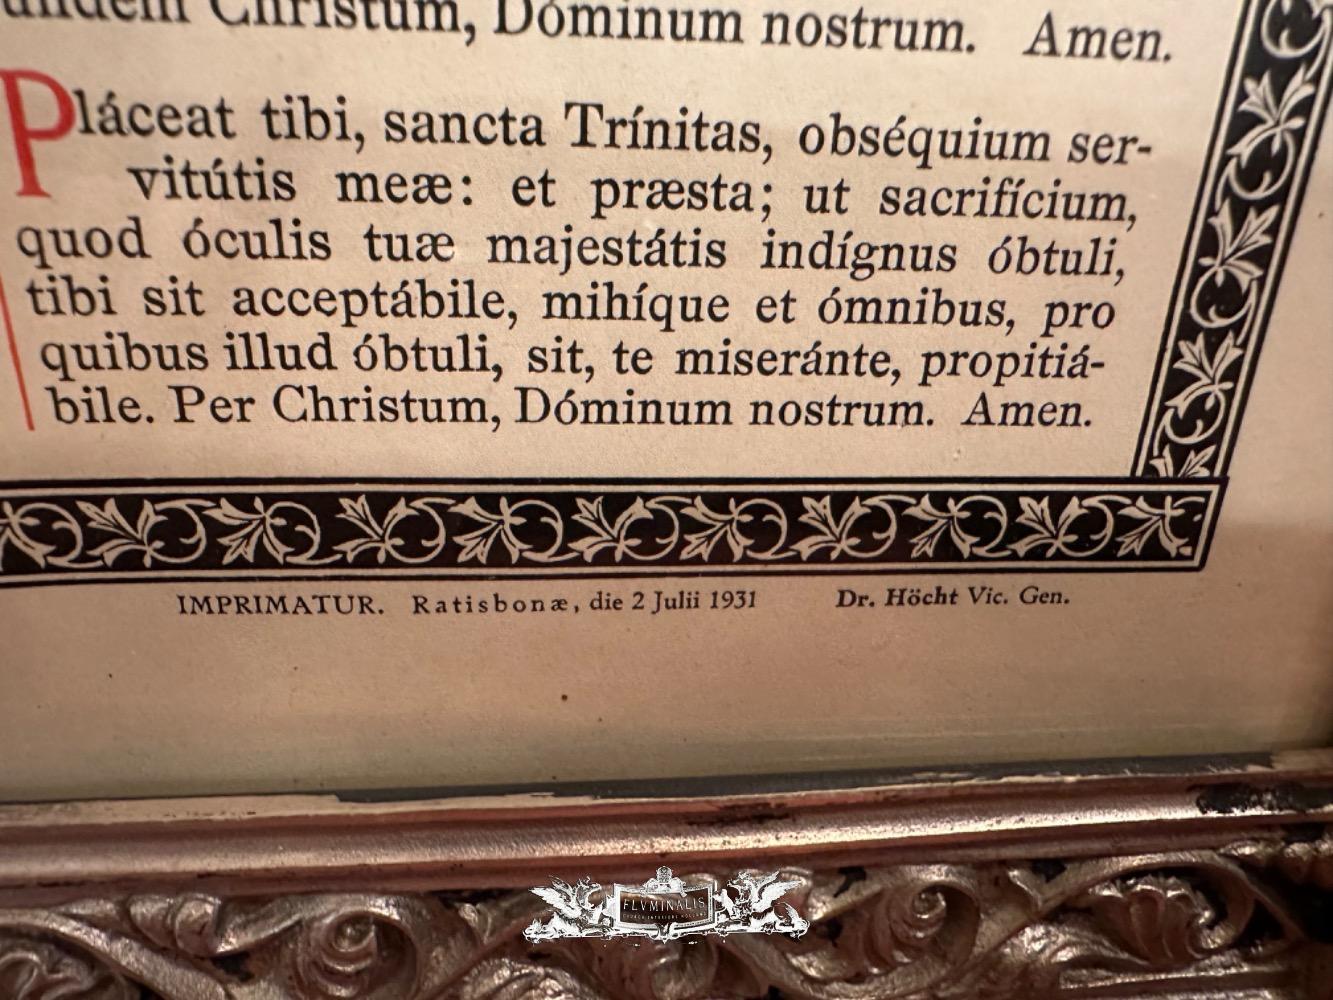 Christum, Dóminum nostrum. Amen.
Pláceat tibi, sancta Trínitas, obséquium ser-
vitútis meæ: et præsta; ut sacrifícium,
quod óculis tuæ majestátis indígnus óbtuli,
tibi sit acceptábile, mihíque et ómnibus, pro
quibus illud óbtuli, sit, te miseránte, propitiá-
bile. Per Christum, Dóminum nostrum. Amen.
IMPRIMATUR. Ratisbonæ, die 2 Julii 1931 Dr. Höcht Vic. Gen.
FLVMINALIS